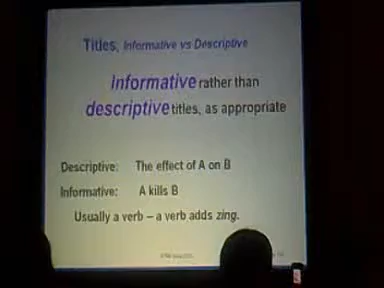 Titles, Informative vs Descriptive
Informative rather than
descriptive titles, as appropriate
Descriptive: The effect of A on B
Informative: A kills B
Usually a verb – a verb adds zing.